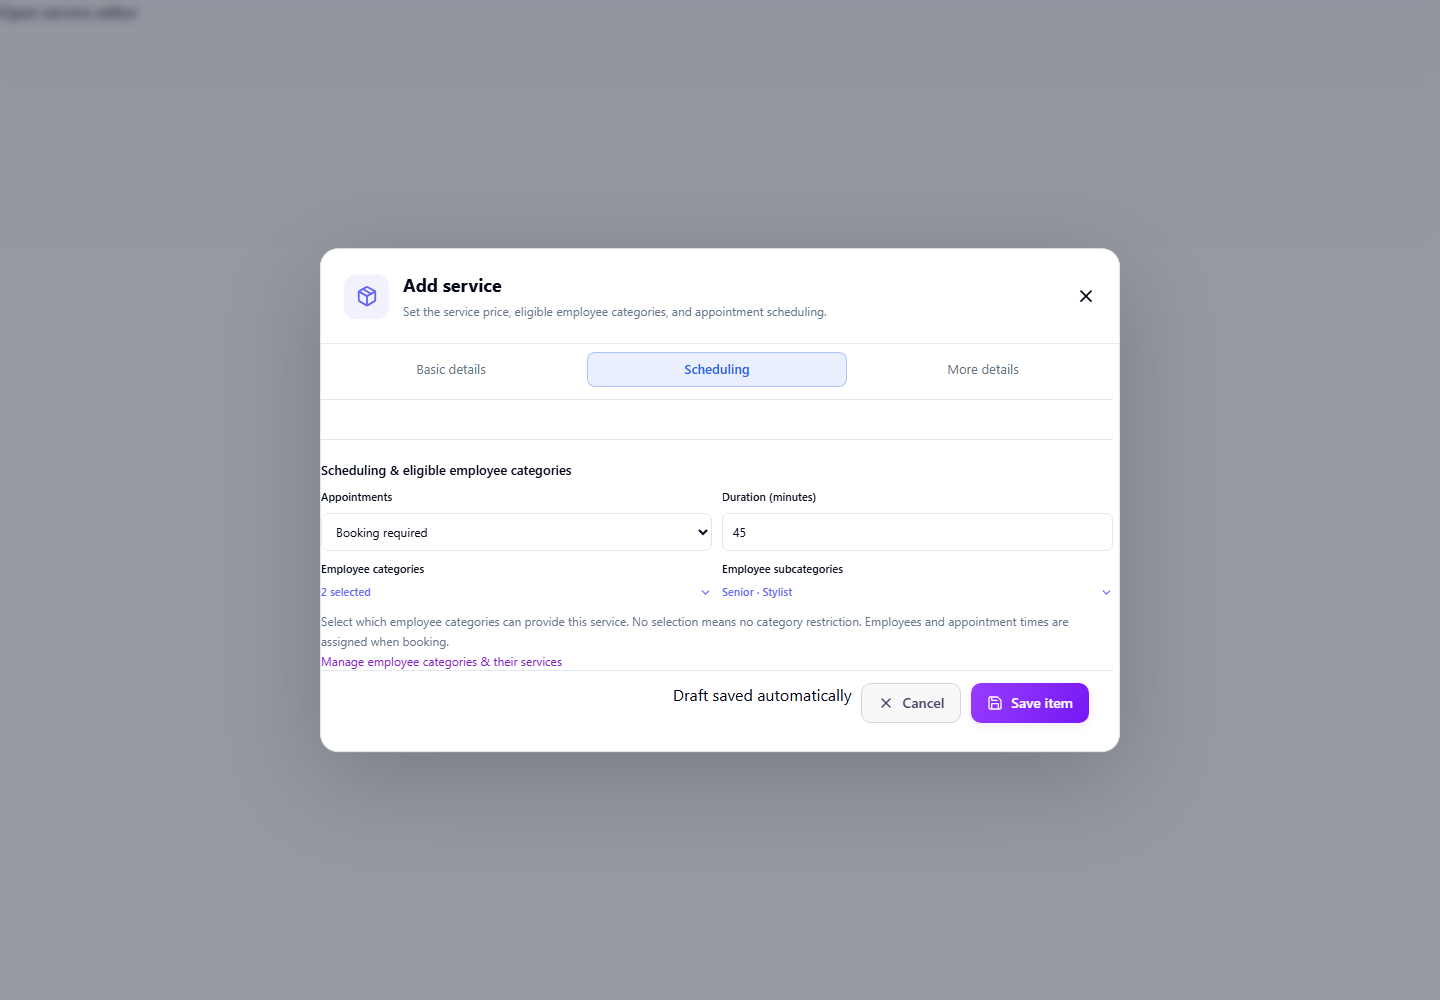 Open service editor
Add service
Set the service price, eligible employee categories, and appointment scheduling.
Basic details
Scheduling
More details
Scheduling & eligible employee categories
Appointments
Duration (minutes)
Booking required
45
Employee categories
Employee subcategories
2 selected
Senior · Stylist
Select which employee categories can provide this service. No selection means no category restriction. Employees and appointment times are
assigned when booking.
Manage employee categories & their services
Draft saved automatically
Cancel
Save item